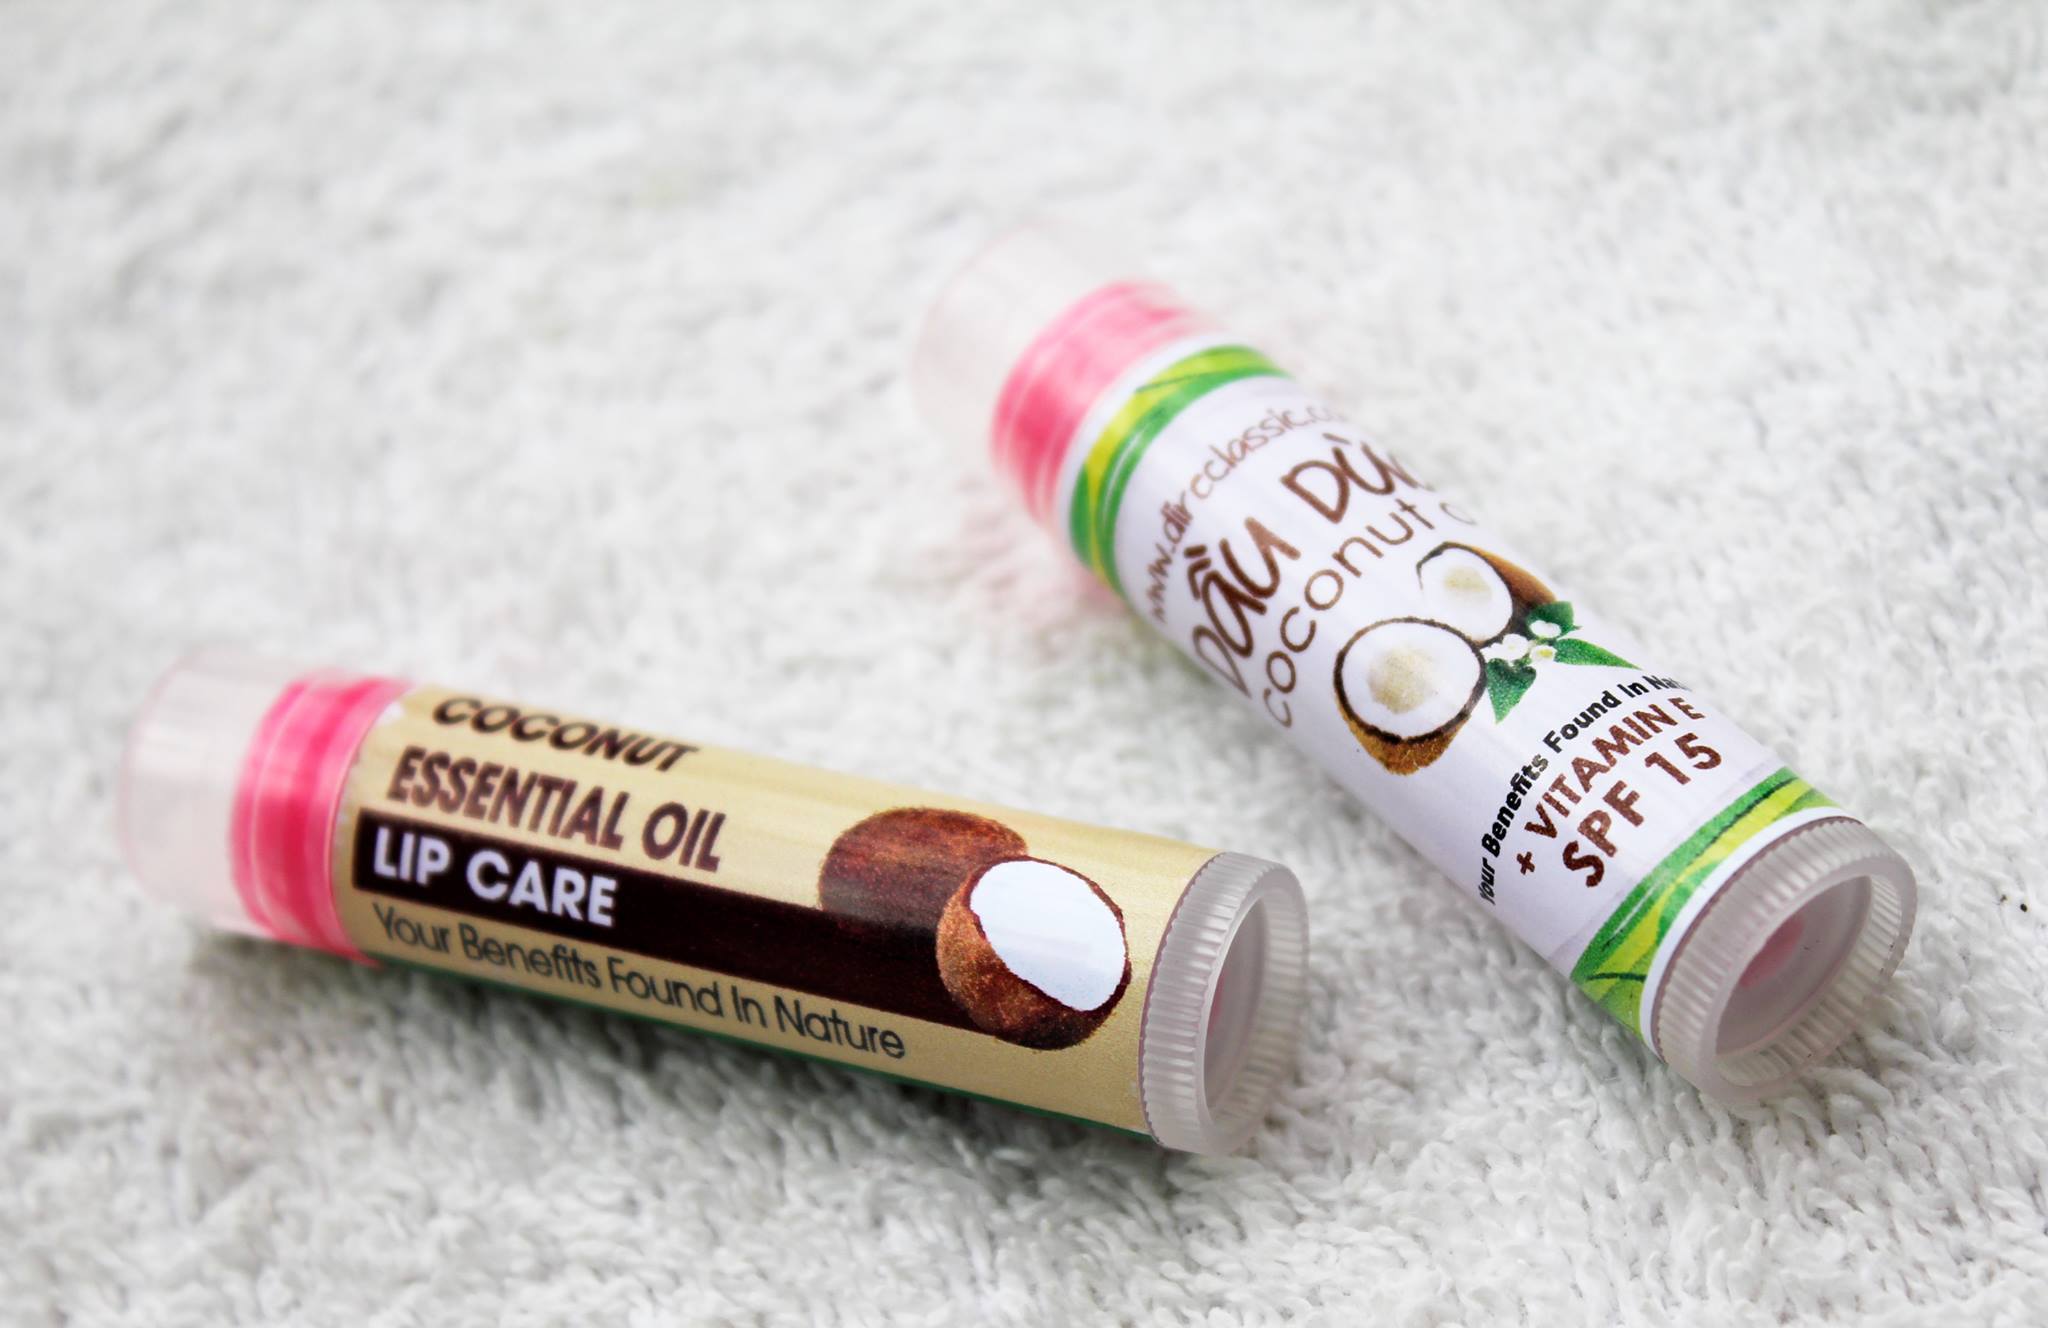 COCONUT
ESSENTIAL OIL
LIP CARE
Your Benefits Found In Nature
DẦU
coconut
Your Benefits Found In
+ VITAMIN E
SPF 15